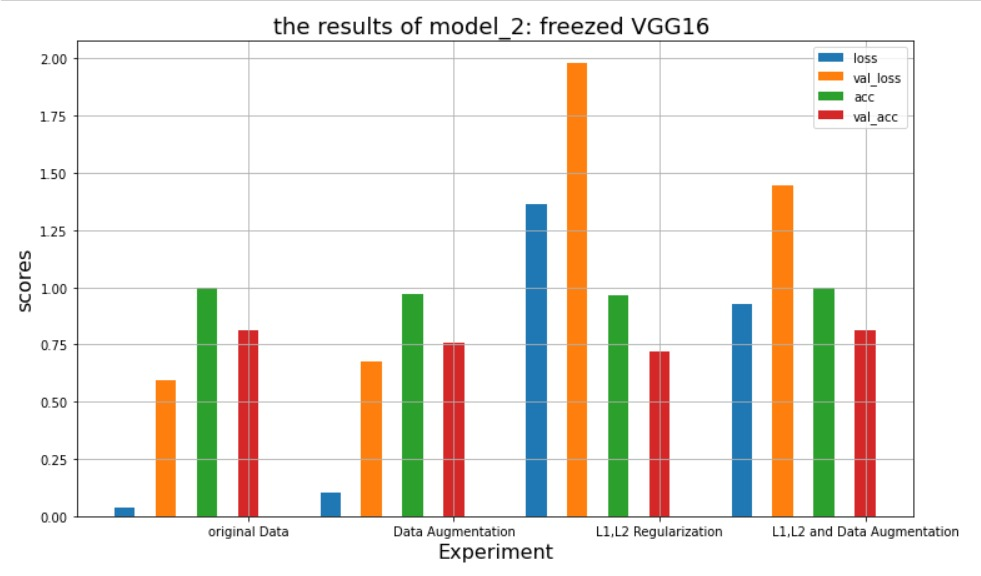 the results of model_2: freezed VGG16
loss
val_loss
acc
val_acc
2.00
1.75
1.50
1.25
1.00
0.75
0.50
0.25
0.00
scores
original Data
Data Augmentation
L1,L2 Regularization
L1,L2 and Data Augmentation
Experiment